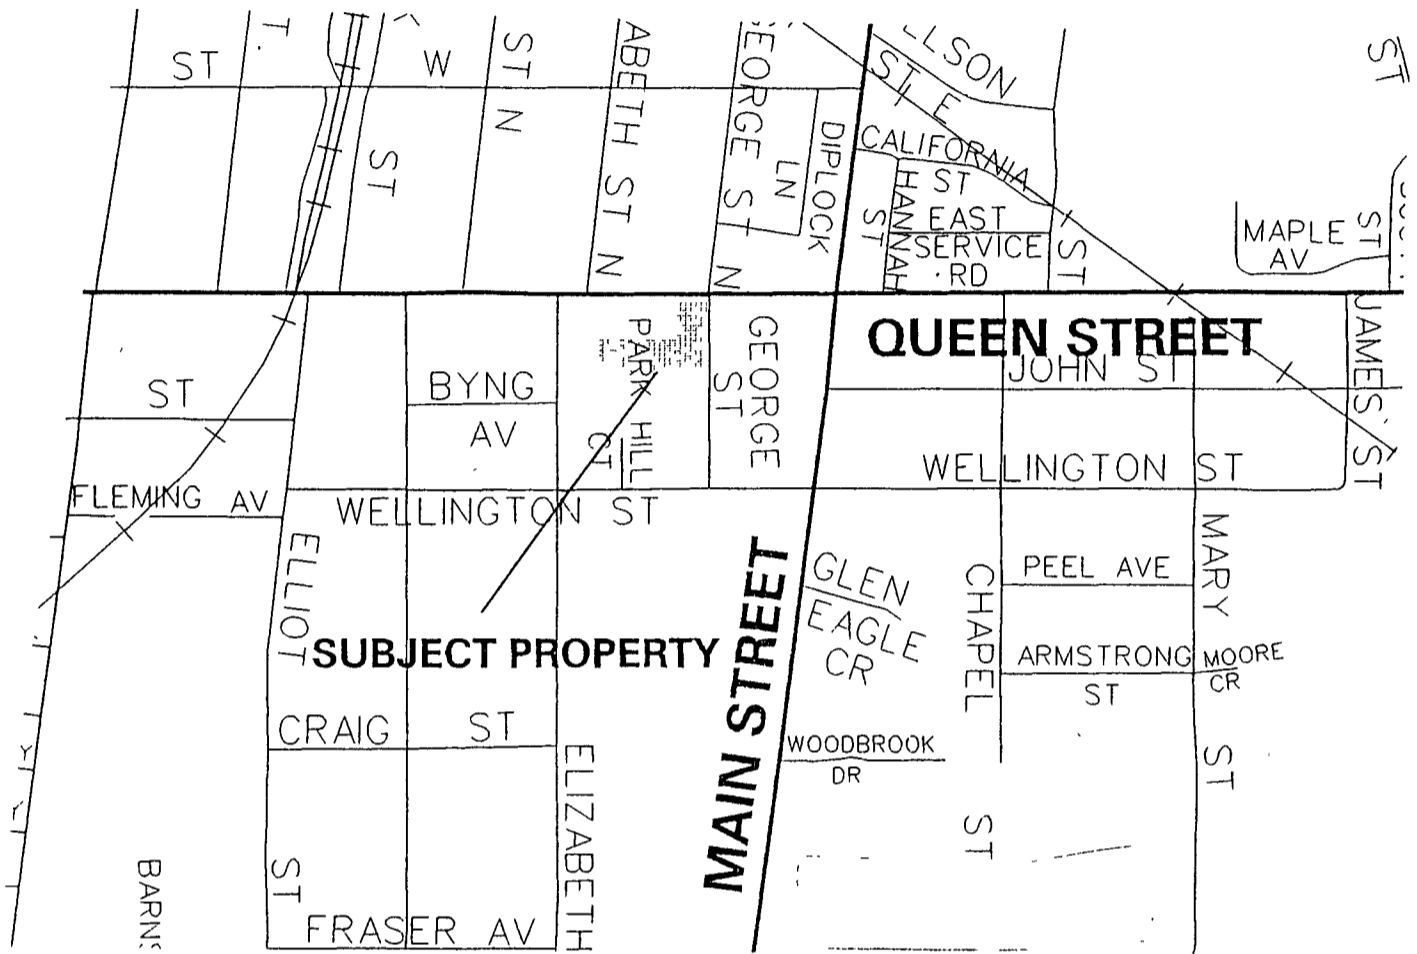 T.
ST
W
ST N
ABETH ST N
GEORGE ST N
LN
DIPLOCK
ST E
CALIFORNIA
ST
HANNAH
ST
EAST
SERVICE
RD
ST
MAPLE
AV
ST
ST
ST
QUEEN STREET
JOHN ST
JAMES ST
ST
BYNG
AV
PARK HILL
CT
GEORGE
ST
WELLINGTON ST
FLEMING AV
WELLINGTON ST
ELLIOT
ST
SUBJECT PROPERTY
MAIN STREET
GLEN
EAGLE
CR
CHAPEL
ST
PEEL AVE
MARY
ST
ARMSTRONG
ST
MOORE
CR
CRAIG ST
WOODBROOK
DR
ELIZABETH
FRASER AV